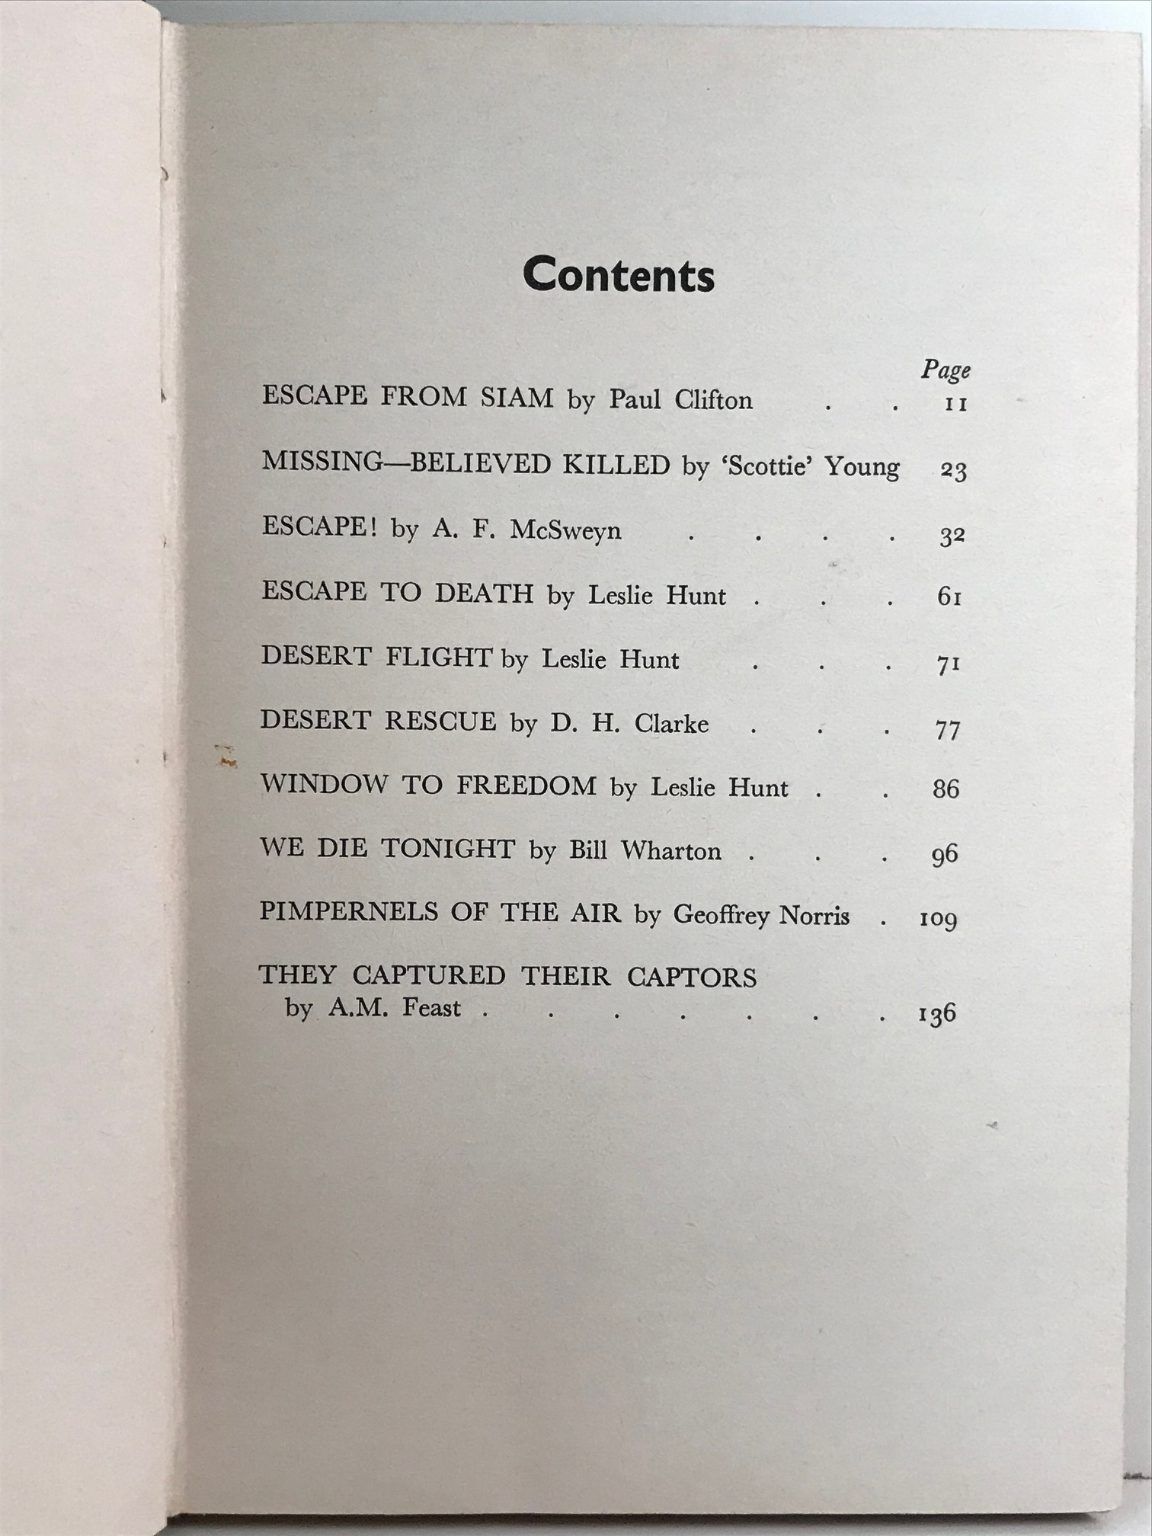 Contents
Page
ESCAPE FROM SIAM by Paul Clifton . . 11
MISSING—BELIEVED KILLED by ‘Scottie’ Young 23
ESCAPE! by A. F. McSweyn . . . . 32
ESCAPE TO DEATH by Leslie Hunt . . . 61
DESERT FLIGHT by Leslie Hunt . . . 71
DESERT RESCUE by D. H. Clarke . . . 77
WINDOW TO FREEDOM by Leslie Hunt . . 86
WE DIE TONIGHT by Bill Wharton . . . 96
PIMPERNELS OF THE AIR by Geoffrey Norris . 109
THEY CAPTURED THEIR CAPTORS
by A.M. Feast . . . . . . . 136